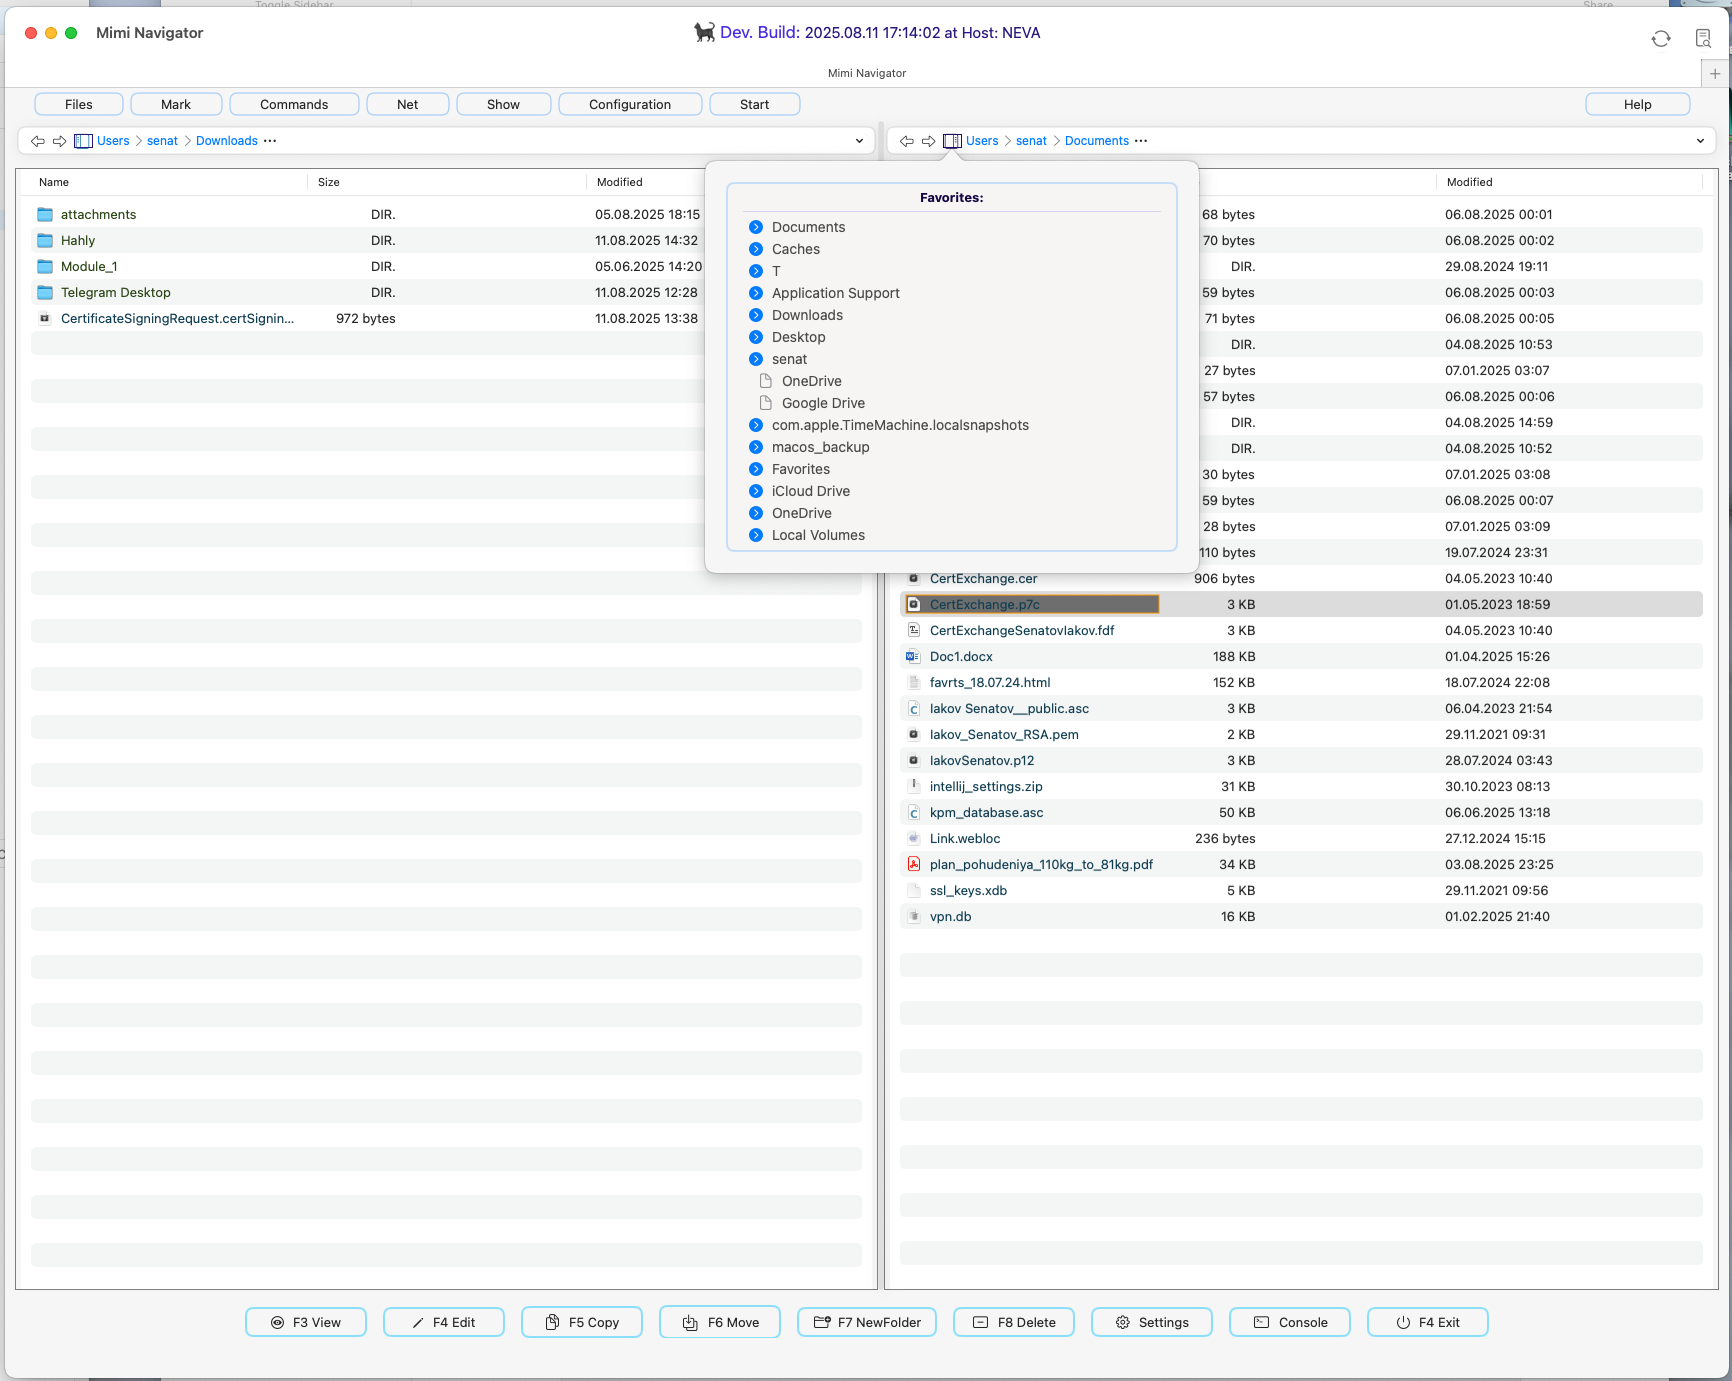 Toggle Sidebar
Share
Mimi Navigator
Dev. Build: 2025.08.11 17:14:02 at Host: NEVA
Mimi Navigator
Files Mark Commands Net Show Configuration Start Help
Users senat Downloads ···
Users senat Documents ···
Name Size Modified
attachments DIR. 05.08.2025 18:15
Hahly DIR. 11.08.2025 14:32
Module_1 DIR. 05.06.2025 14:20
Telegram Desktop DIR. 11.08.2025 12:28
CertificateSigningRequest.certSignin... 972 bytes 11.08.2025 13:38
Favorites:
Documents
Caches
T
Application Support
Downloads
Desktop
senat
OneDrive
Google Drive
com.apple.TimeMachine.localsnapshots
macos_backup
Favorites
iCloud Drive
OneDrive
Local Volumes
Modified
68 bytes 06.08.2025 00:01
70 bytes 06.08.2025 00:02
DIR. 29.08.2024 19:11
59 bytes 06.08.2025 00:03
71 bytes 06.08.2025 00:05
DIR. 04.08.2025 10:53
27 bytes 07.01.2025 03:07
57 bytes 06.08.2025 00:06
DIR. 04.08.2025 14:59
DIR. 04.08.2025 10:52
30 bytes 07.01.2025 03:08
59 bytes 06.08.2025 00:07
28 bytes 07.01.2025 03:09
110 bytes 19.07.2024 23:31
CertExchange.cer 906 bytes 04.05.2023 10:40
CertExchange.p7c 3 KB 01.05.2023 18:59
CertExchangeSenatovIakov.fdf 3 KB 04.05.2023 10:40
Doc1.docx 188 KB 01.04.2025 15:26
favrts_18.07.24.html 152 KB 18.07.2024 22:08
Iakov Senatov__public.asc 3 KB 06.04.2023 21:54
Iakov_Senatov_RSA.pem 2 KB 29.11.2021 09:31
IakovSenatov.p12 3 KB 28.07.2024 03:43
intellij_settings.zip 31 KB 30.10.2023 08:13
kpm_database.asc 50 KB 06.06.2025 13:18
Link.webloc 236 bytes 27.12.2024 15:15
plan_pohudeniya_110kg_to_81kg.pdf 34 KB 03.08.2025 23:25
ssl_keys.xdb 5 KB 29.11.2021 09:56
vpn.db 16 KB 01.02.2025 21:40
F3 View F4 Edit F5 Copy F6 Move F7 NewFolder F8 Delete Settings Console F4 Exit